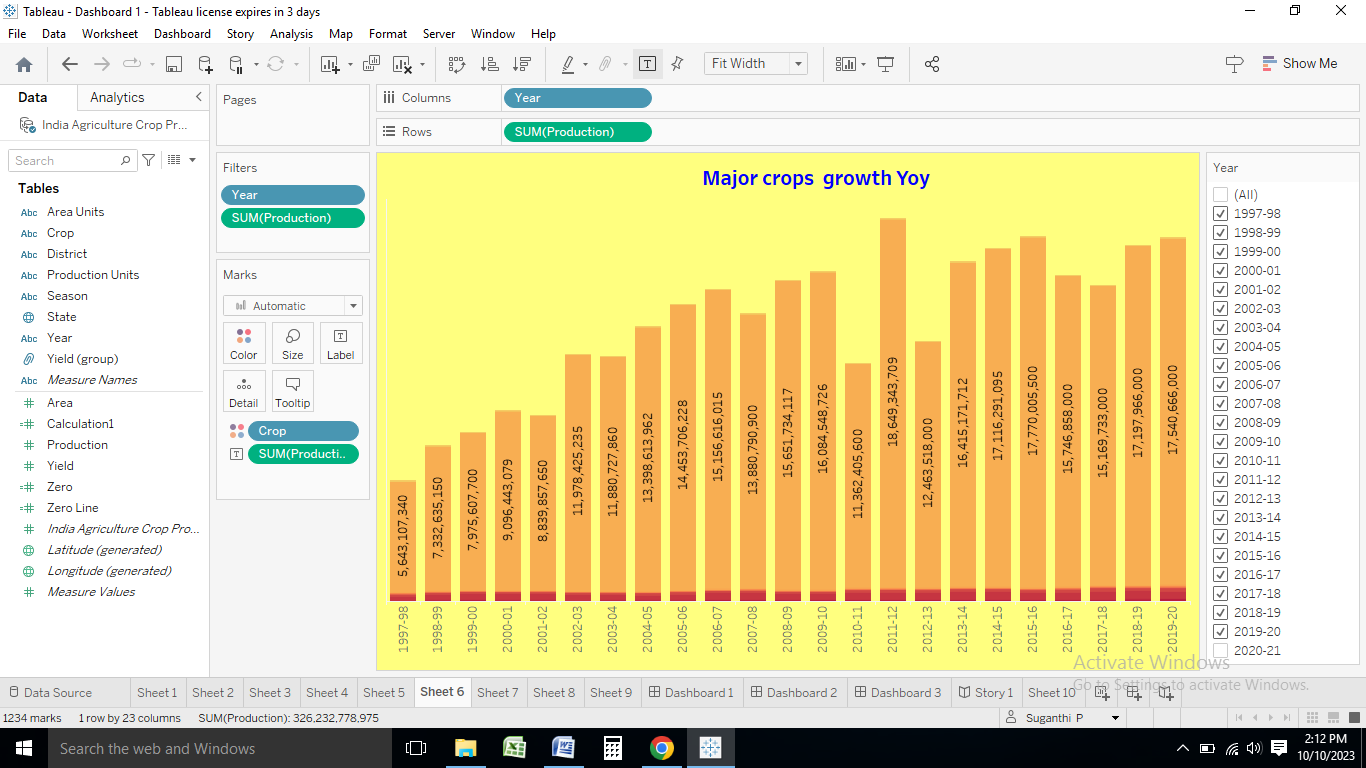 Tableau - Dashboard 1 - Tableau license expires in 3 days
File Data Worksheet Dashboard Story Analysis Map Format Server Window Help
Fit Width
Show Me
Data Analytics
India Agriculture Crop Pr...
Search
Tables
Abc Area Units
Abc Crop
Abc District
Abc Production Units
Abc Season
State
Abc Year
Yield (group)
Abc Measure Names
Area
Calculation1
Production
Yield
Zero
Zero Line
India Agriculture Crop Pro...
Latitude (generated)
Longitude (generated)
Measure Values
Pages
Filters
Year
SUM(Production)
Marks
Automatic
Color Size Label
Detail Tooltip
Crop
SUM(Producti..
Columns Year
Rows SUM(Production)
Major crops growth Yoy
5,643,107,340
7,332,635,150
7,975,607,700
9,096,443,079
8,839,857,650
11,978,425,235
11,880,727,860
13,398,613,962
14,453,706,228
15,166,616,015
13,880,790,900
15,651,734,117
16,084,548,726
11,362,405,600
18,649,343,709
12,463,518,000
16,415,171,712
17,116,291,095
17,770,005,500
15,746,858,000
15,169,733,000
17,197,966,000
17,540,666,000
1997-98
1998-99
1999-00
2000-01
2001-02
2002-03
2003-04
2004-05
2005-06
2006-07
2007-08
2008-09
2009-10
2010-11
2011-12
2012-13
2013-14
2014-15
2015-16
2016-17
2017-18
2018-19
2019-20
Year
(All)
1997-98
1998-99
1999-00
2000-01
2001-02
2002-03
2003-04
2004-05
2005-06
2006-07
2007-08
2008-09
2009-10
2010-11
2011-12
2012-13
2013-14
2014-15
2015-16
2016-17
2017-18
2018-19
2019-20
2020-21
Activate Windows
Go to Settings to activate Windows.
Data Source Sheet 1 Sheet 2 Sheet 3 Sheet 4 Sheet 5 Sheet 6 Sheet 7 Sheet 8 Sheet 9 Dashboard 1 Dashboard 2 Dashboard 3 Story 1 Sheet 10
1234 marks 1 row by 23 columns SUM(Production): 326,232,778,975
Suganthi P
Search the web and Windows
2:12 PM
10/10/2023